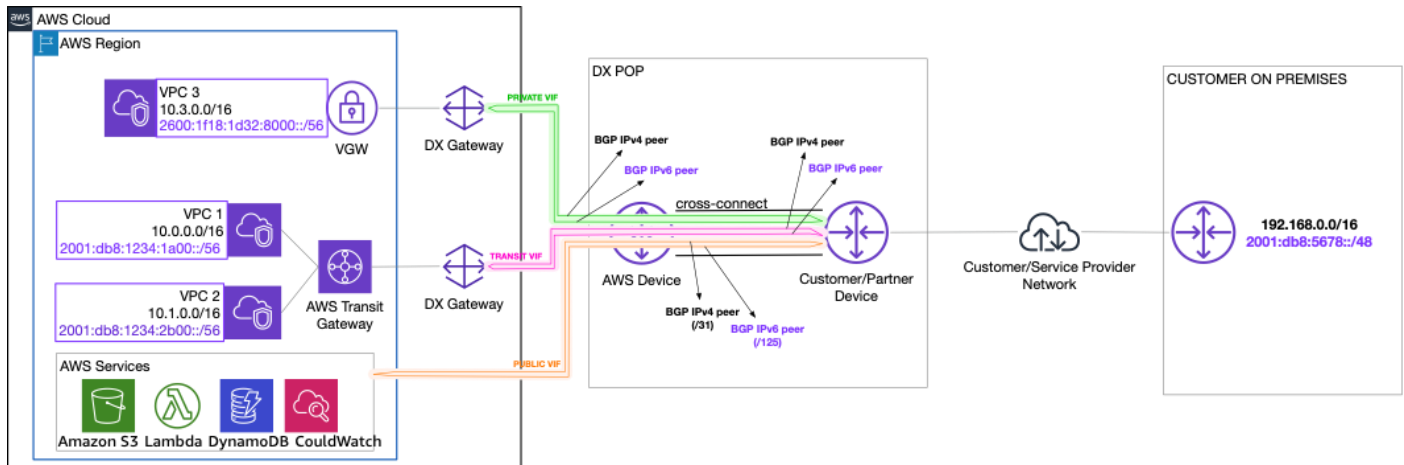 aws
AWS Cloud
AWS Region
VPC 3
10.3.0.0/16
2600:1f18:1d32:8000::/56
VGW
DX Gateway
PRIVATE VIF
VPC 1
10.0.0.0/16
2001:db8:1234:1a00::/56
VPC 2
10.1.0.0/16
2001:db8:1234:2b00::/56
AWS Transit
Gateway
DX Gateway
TRANSIT VIF
AWS Services
Amazon S3
Lambda
DynamoDB
CouldWatch
PUBLIC VIF
DX POP
BGP IPv4 peer
BGP IPv6 peer
BGP IPv4 peer
BGP IPv6 peer
cross-connect
AWS Device
Customer/Partner
Device
BGP IPv4 peer
(/31)
BGP IPv6 peer
(/125)
Customer/Service Provider
Network
CUSTOMER ON PREMISES
192.168.0.0/16
2001:db8:5678::/48